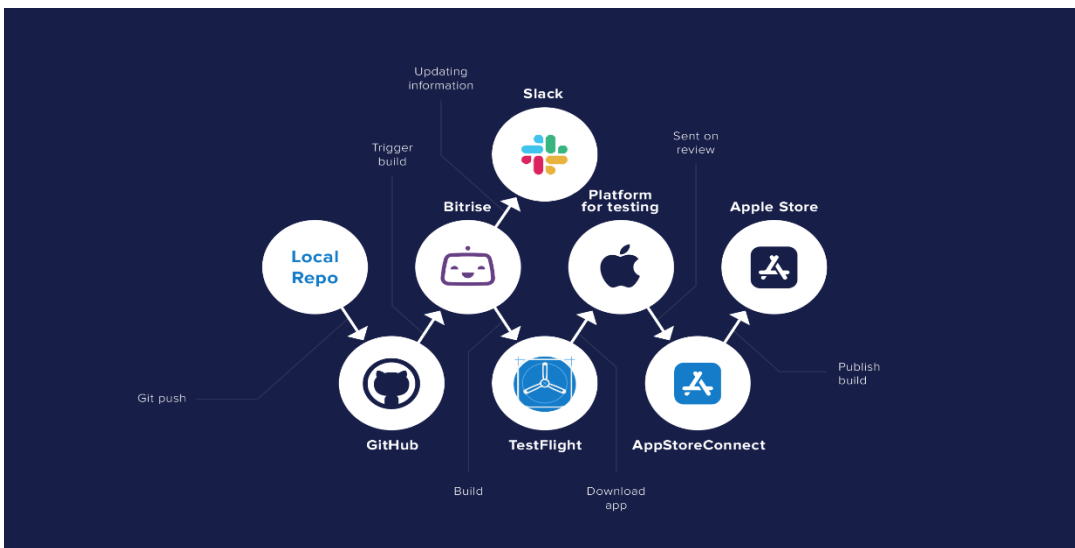 Updating
information
Slack
Trigger
build
Sent on
review
Bitrise
Platform
for testing
Apple Store
Local
Repo
Git push
GitHub
TestFlight
AppStoreConnect
Publish
build
Build
Download
app